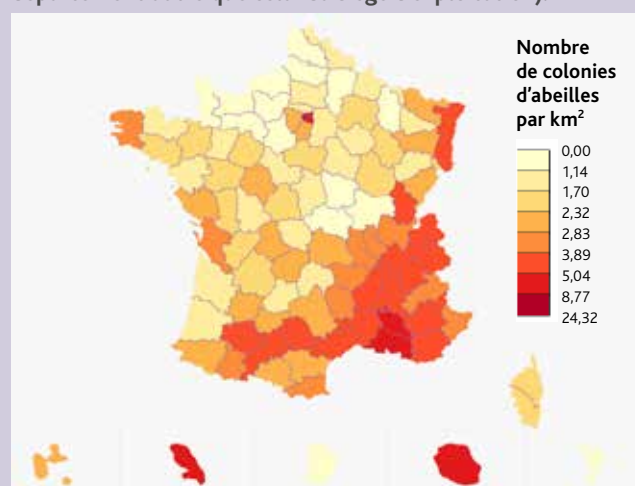 Nombre
de colonies
d'abeilles
par km²
0,00
1,14
1,70
2,32
2,83
3,89
5,04
8,77
24,32